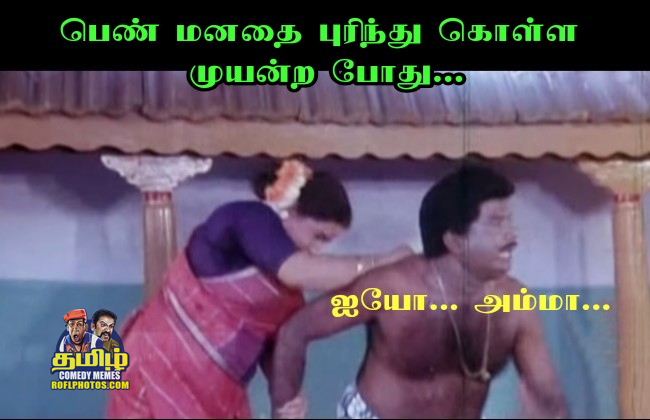 பெண் மனதை புரிந்து கொள்ள
முயன்ற போது...
ஐயோ... அம்மா...
தமிழ்
COMEDY MEMES
ROFLPHOTOS.COM